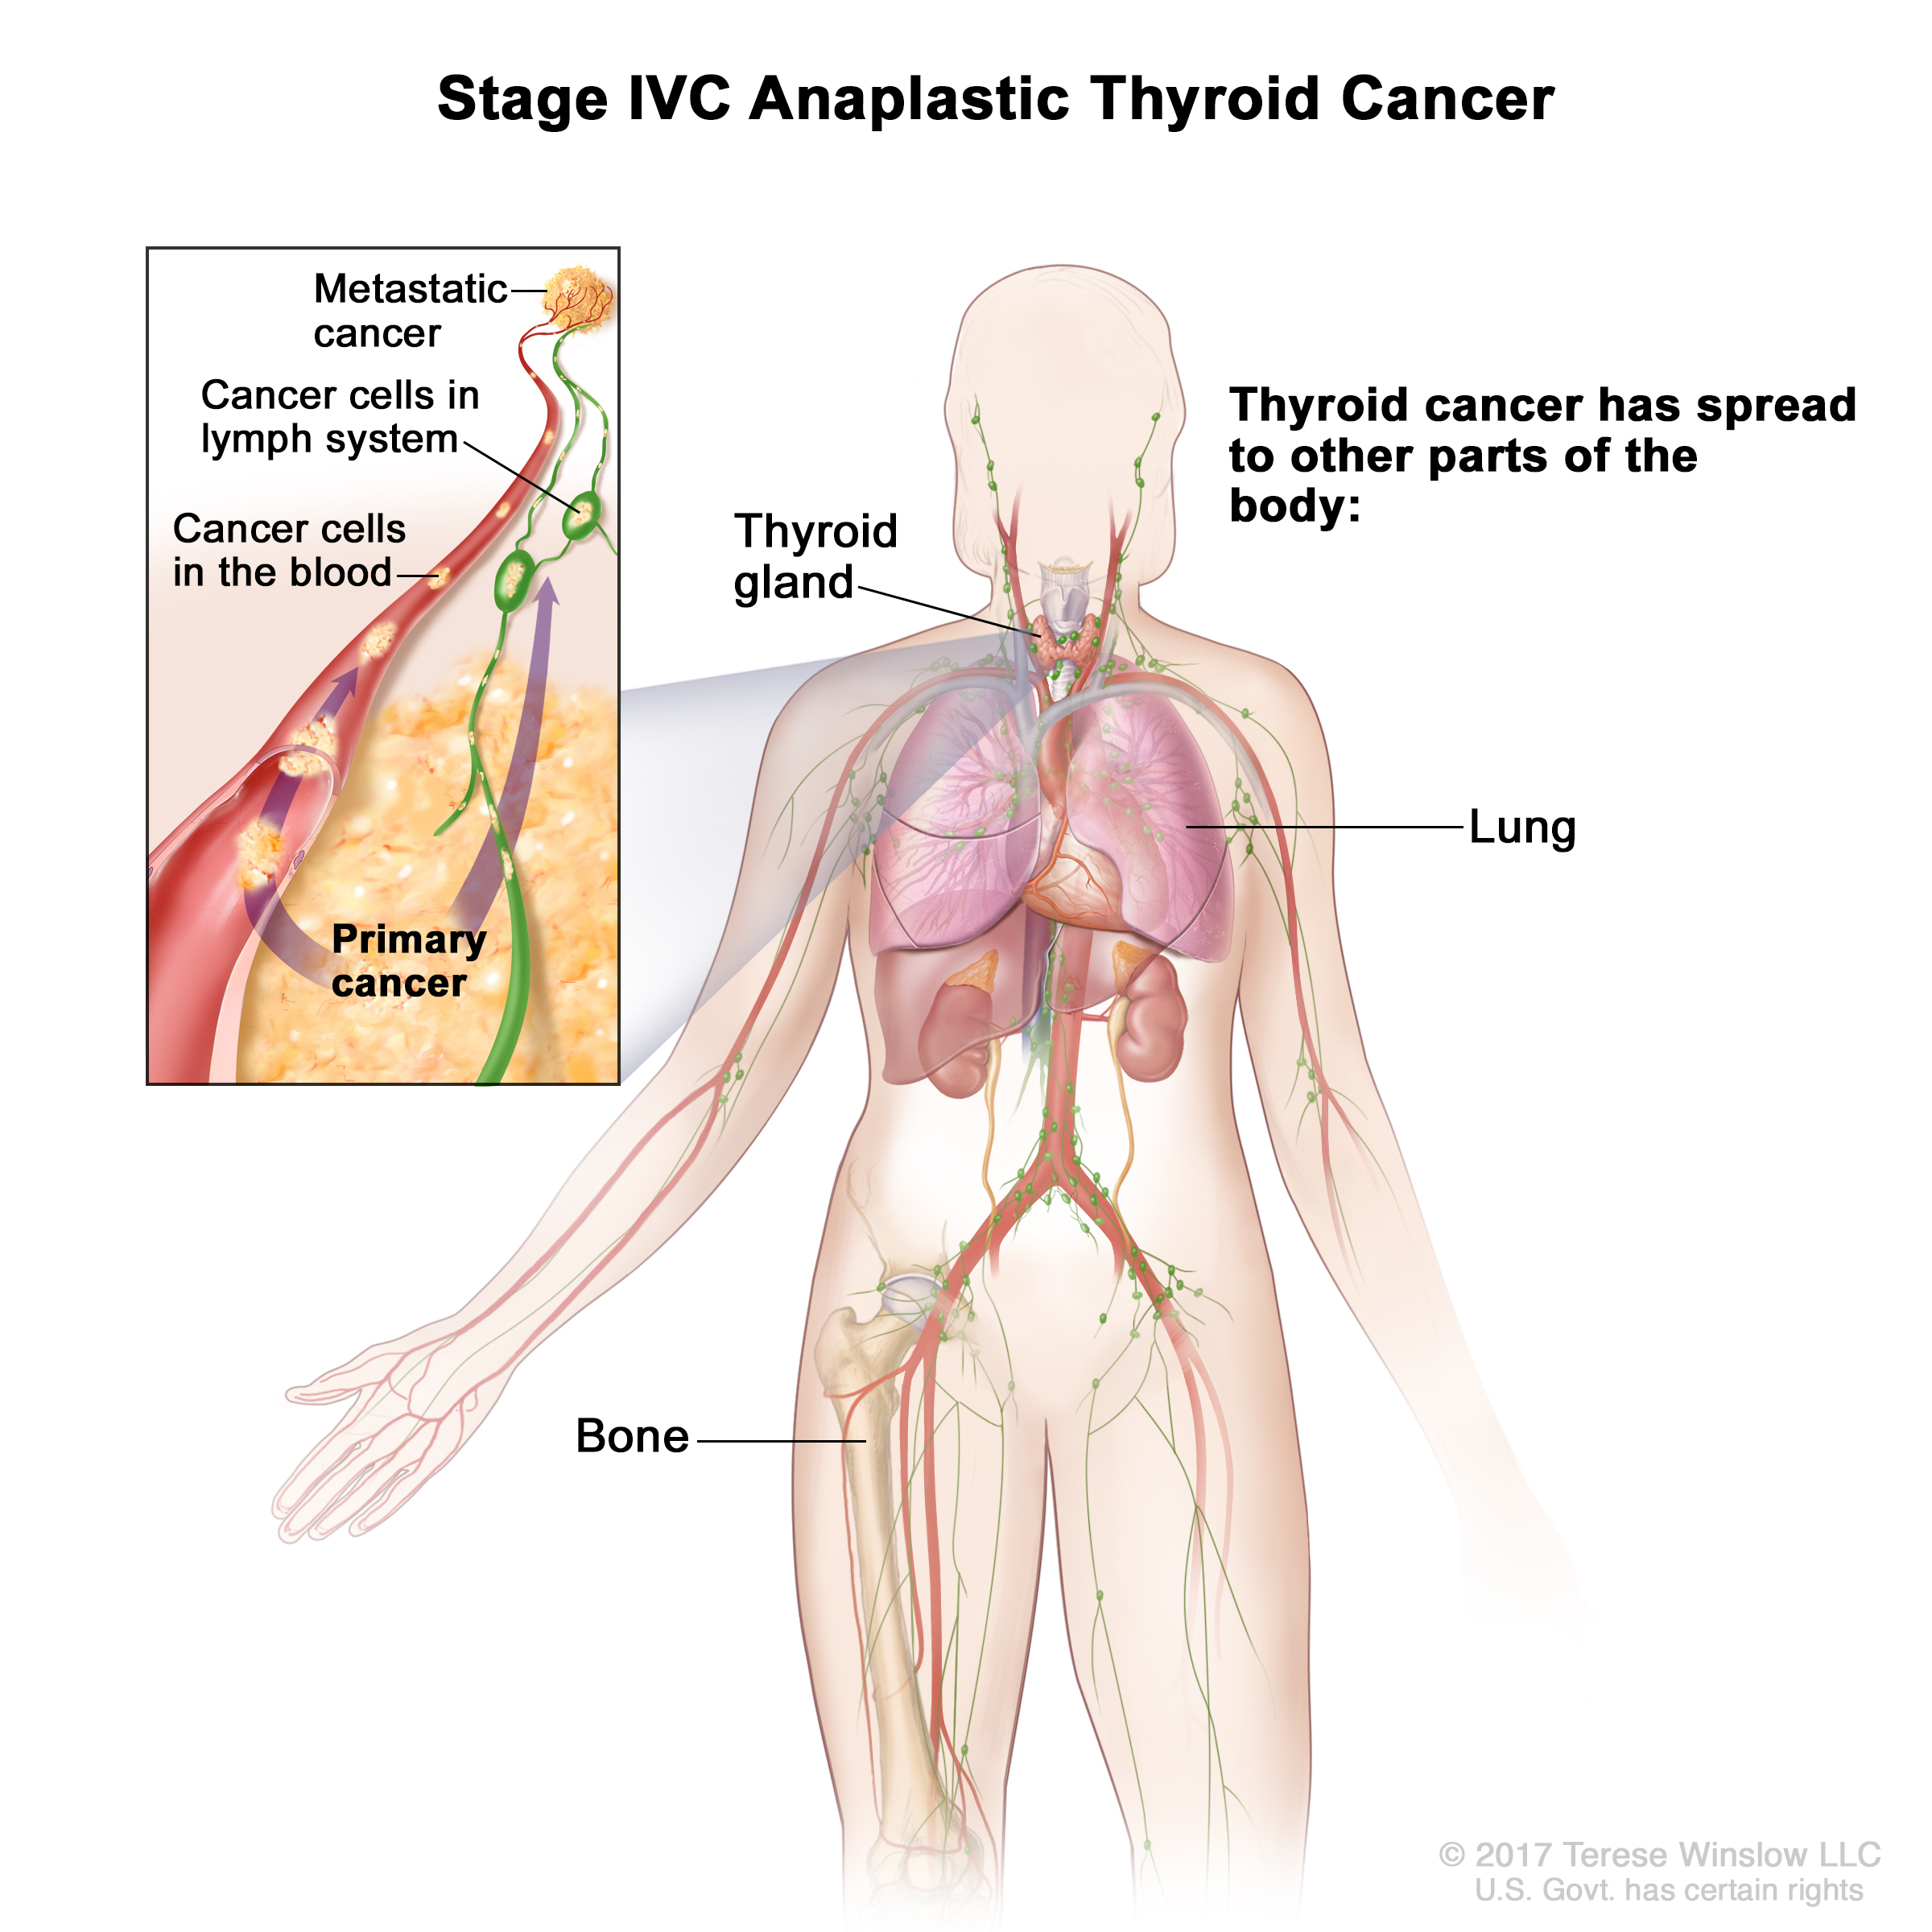 Stage IVC Anaplastic Thyroid Cancer
Metastatic
cancer
Cancer cells in
lymph system
Cancer cells
in the blood
Primary
cancer
Thyroid
gland
Thyroid cancer has spread
to other parts of the
body:
Lung
Bone
© 2017 Terese Winslow LLC
U.S. Govt. has certain rights